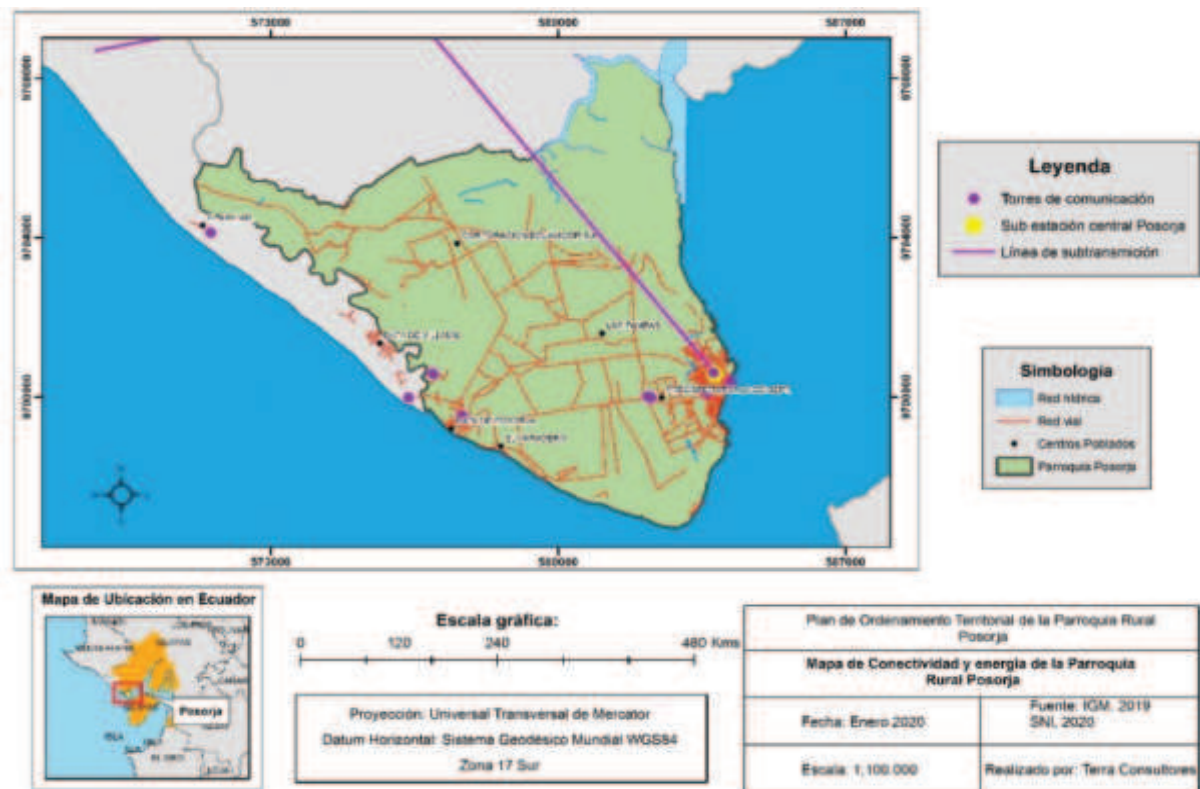 573000 580000 587000
9708000 9708000
9704000 9704000
9700000 9700000
573000 580000 587000
Leyenda
Torres de comunicación
Sub estación central Posorja
Línea de subtransmición
Simbología
Red hídrica
Red vial
Centros Poblados
Parroquia Posorja
Mapa de Ubicación en Ecuador
Posorja
Escala gráfica:
0 120 240 480 Kms
Proyección: Universal Transversal de Mercator
Datum Horizontal: Sistema Geodésico Mundial WGS84
Zona 17 Sur
Plan de Ordenamiento Territorial de la Parroquia Rural
Posorja
Mapa de Conectividad y energía de la Parroquia
Rural Posorja
Fecha: Enero 2020
Fuente: IGM, 2019
SNI, 2020
Escala: 1,100.000
Realizado por: Terra Consultores